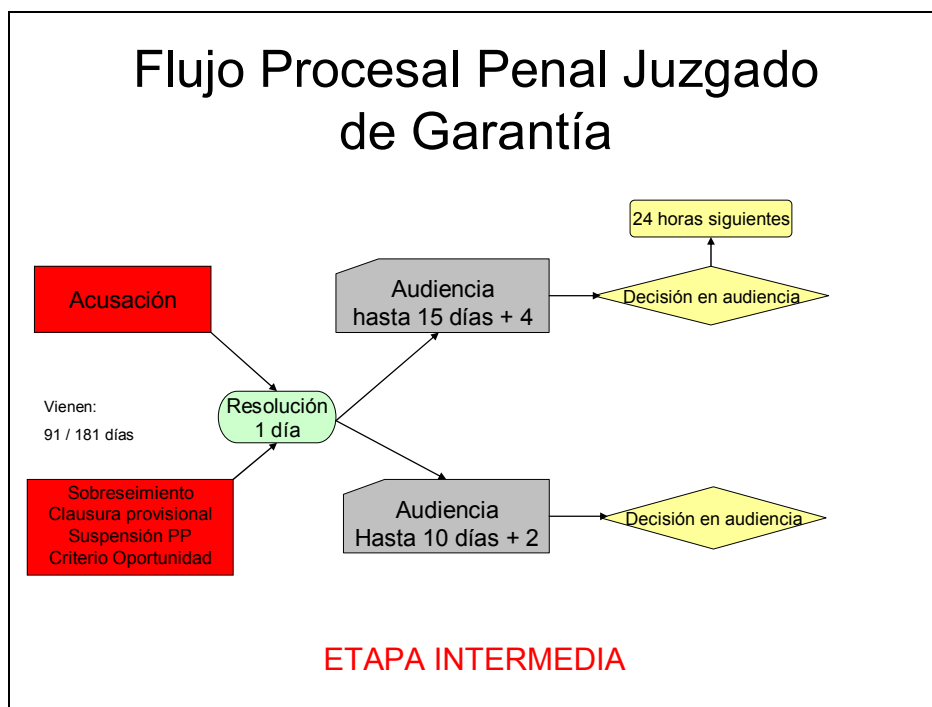 Flujo Procesal Penal Juzgado
de Garantía
24 horas siguientes
Acusación
Audiencia
hasta 15 días + 4
Decisión en audiencia
Vienen:
91 / 181 días
Resolución
1 día
Sobreseimiento
Clausura provisional
Suspensión PP
Criterio Oportunidad
Audiencia
Hasta 10 días + 2
Decisión en audiencia
ETAPA INTERMEDIA